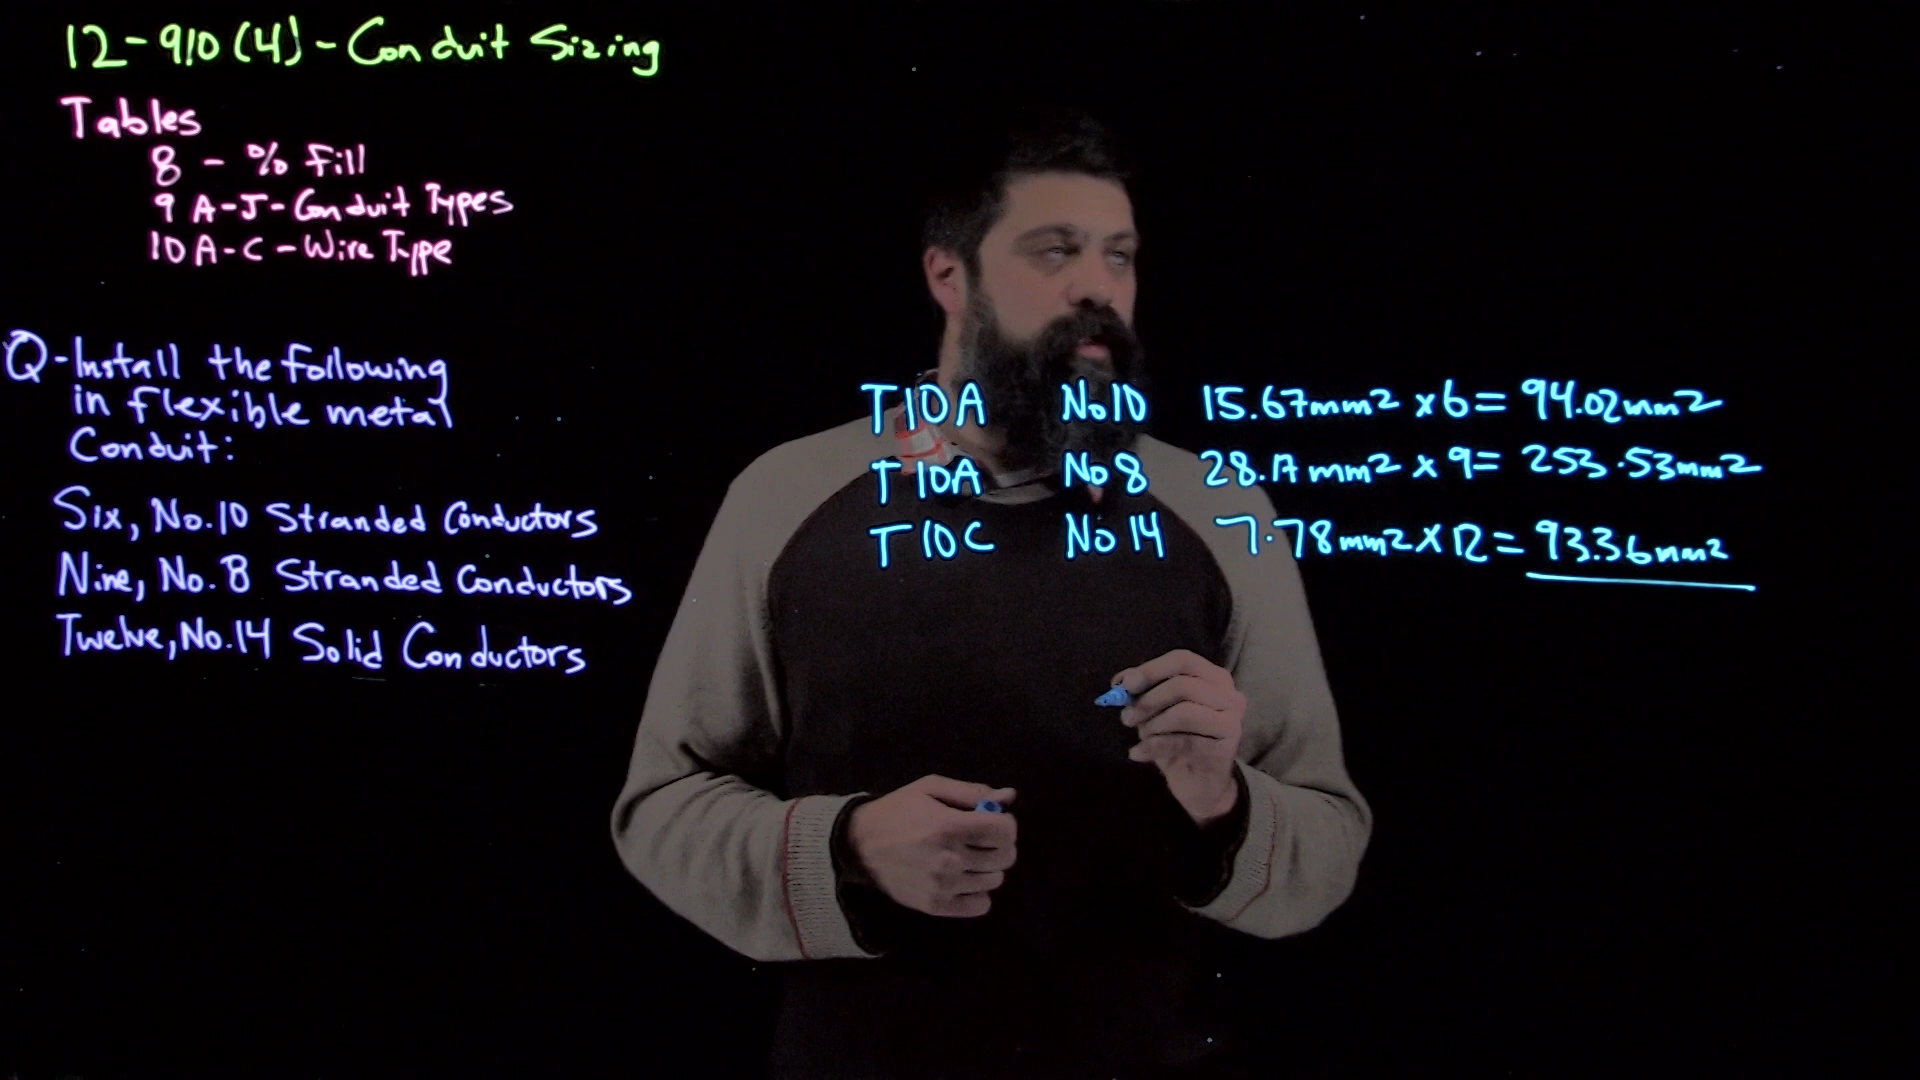 12-910(4) - Conduit Sizing
Tables
8 - % Fill
9 A-J - Conduit Types
10 A-C - Wire Type
Q - Install the following
in flexible metal
Conduit:
Six, No.10 Stranded Conductors
Nine, No.8 Stranded Conductors
Twelve, No.14 Solid Conductors
T10A No10 15.67mm2 x6= 94.02mm2
T10A No8 28.17mm2 x 9= 253.53mm2
T10C No14 7.78mm2 x 12= 93.36mm2